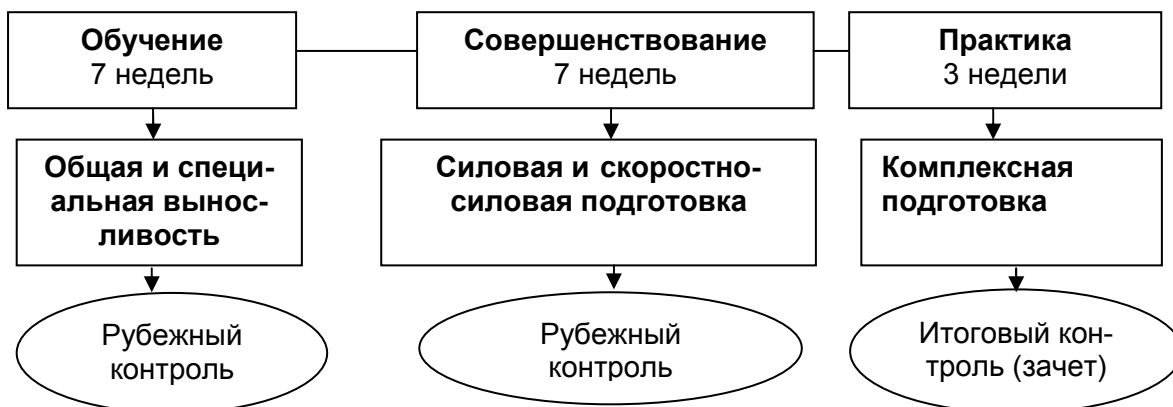 Обучение
7 недель
Совершенствование
7 недель
Практика
3 недели
Общая и специ-
альная вынос-
ливость
Силовая и скоростно-
силовая подготовка
Комплексная
подготовка
Рубежный
контроль
Рубежный
контроль
Итоговый кон-
троль (зачет)